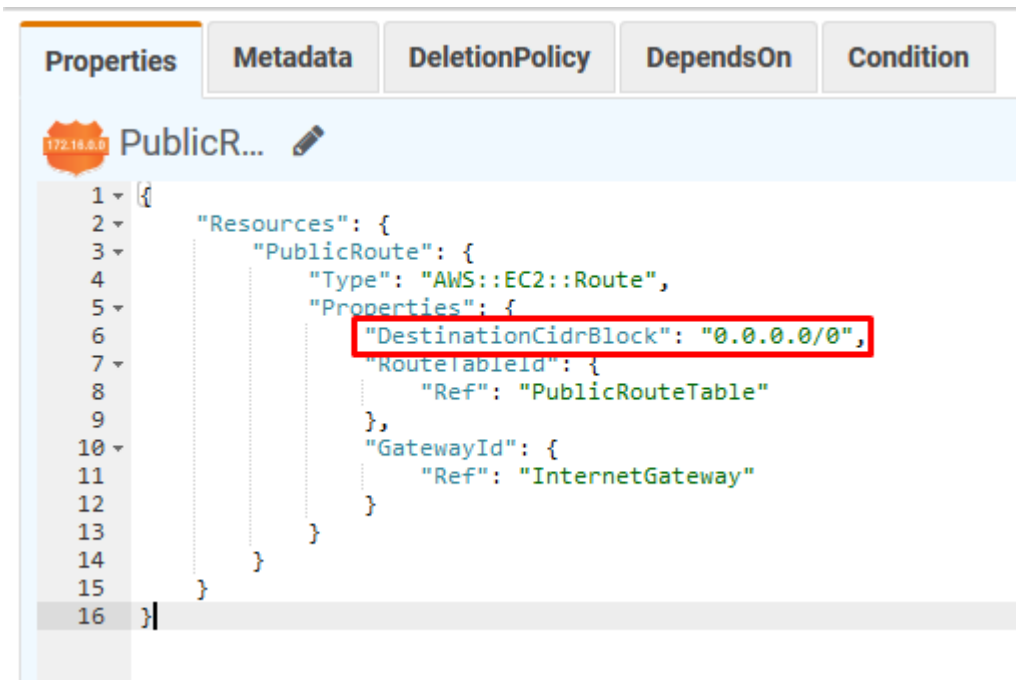 Properties Metadata DeletionPolicy DependsOn Condition
172.16.0.0 PublicR...
1 {
2 "Resources": {
3 "PublicRoute": {
4 "Type": "AWS::EC2::Route",
5 "Properties": {
6 "DestinationCidrBlock": "0.0.0.0/0",
7 "RouteTableId": {
8 "Ref": "PublicRouteTable"
9 },
10 "GatewayId": {
11 "Ref": "InternetGateway"
12 }
13 }
14 }
15 }
16 }